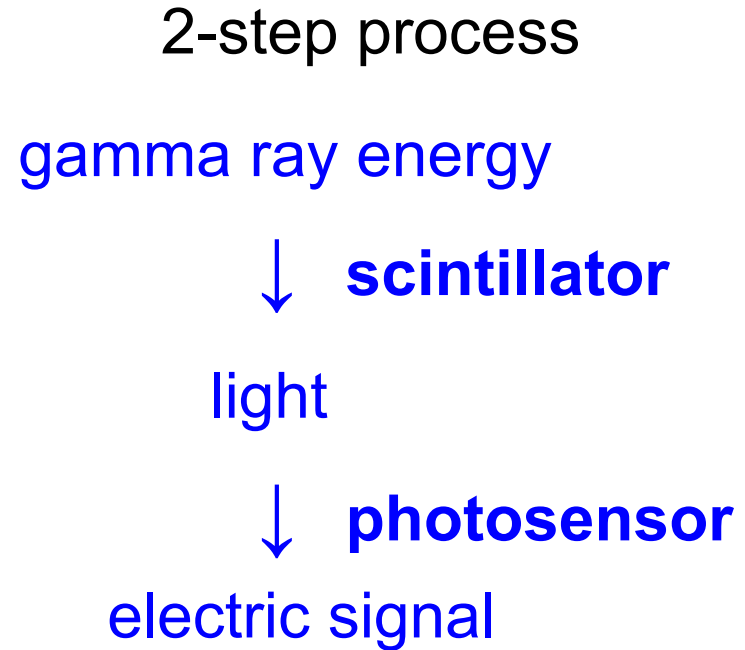 2-step process
gamma ray energy
↓ scintillator
light
↓ photosensor
electric signal